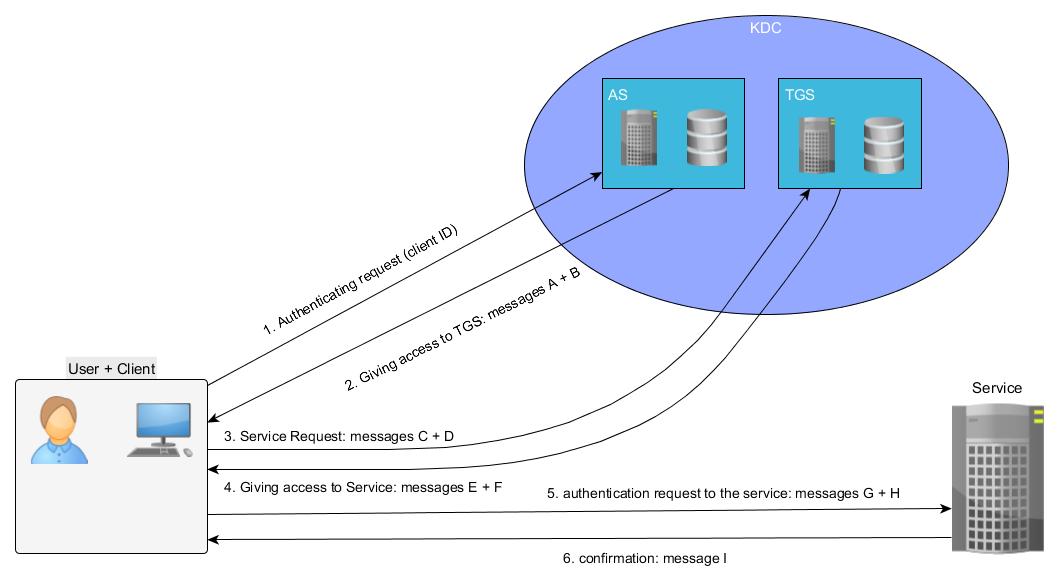 KDC
AS
TGS
1. Authenticating request (client ID)
2. Giving access to TGS: messages A + B
User + Client
3. Service Request: messages C + D
4. Giving access to Service: messages E + F
Service
5. authentication request to the service: messages G + H
6. confirmation: message I